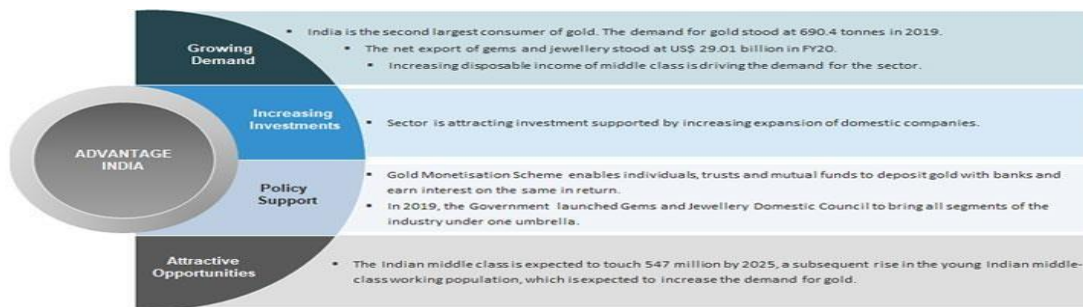 ADVANTAGE
INDIA
Growing
Demand
India is the second largest consumer of gold. The demand for gold stood at 690.4 tonnes in 2019.
The net export of gems and jewellery stood at US$ 29.01 billion in FY20.
Increasing disposable income of middle class is driving the demand for the sector.
Increasing
Investments
Sector is attracting investment supported by increasing expansion of domestic companies.
Policy
Support
Gold Monetisation Scheme enables individuals, trusts and mutual funds to deposit gold with banks and
earn interest on the same in return.
In 2019, the Government launched Gems and Jewellery Domestic Council to bring all segments of the
industry under one umbrella.
Attractive
Opportunities
The Indian middle class is expected to touch 547 million by 2025, a subsequent rise in the young Indian middle-
class working population, which is expected to increase the demand for gold.